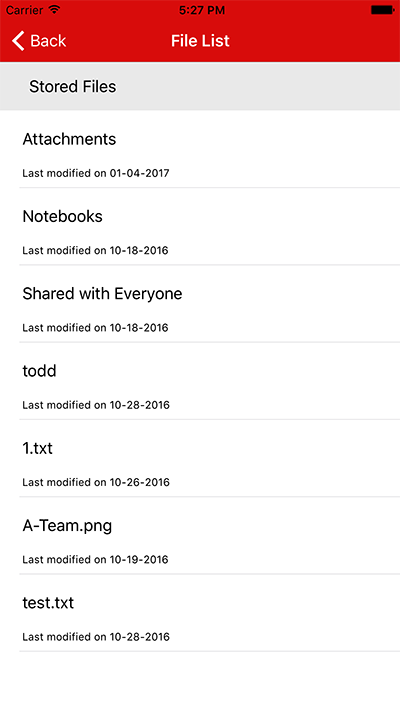 Carrier 5:27 PM
Back File List
Stored Files
Attachments
Last modified on 01-04-2017
Notebooks
Last modified on 10-18-2016
Shared with Everyone
Last modified on 10-18-2016
todd
Last modified on 10-28-2016
1.txt
Last modified on 10-26-2016
A-Team.png
Last modified on 10-19-2016
test.txt
Last modified on 10-28-2016